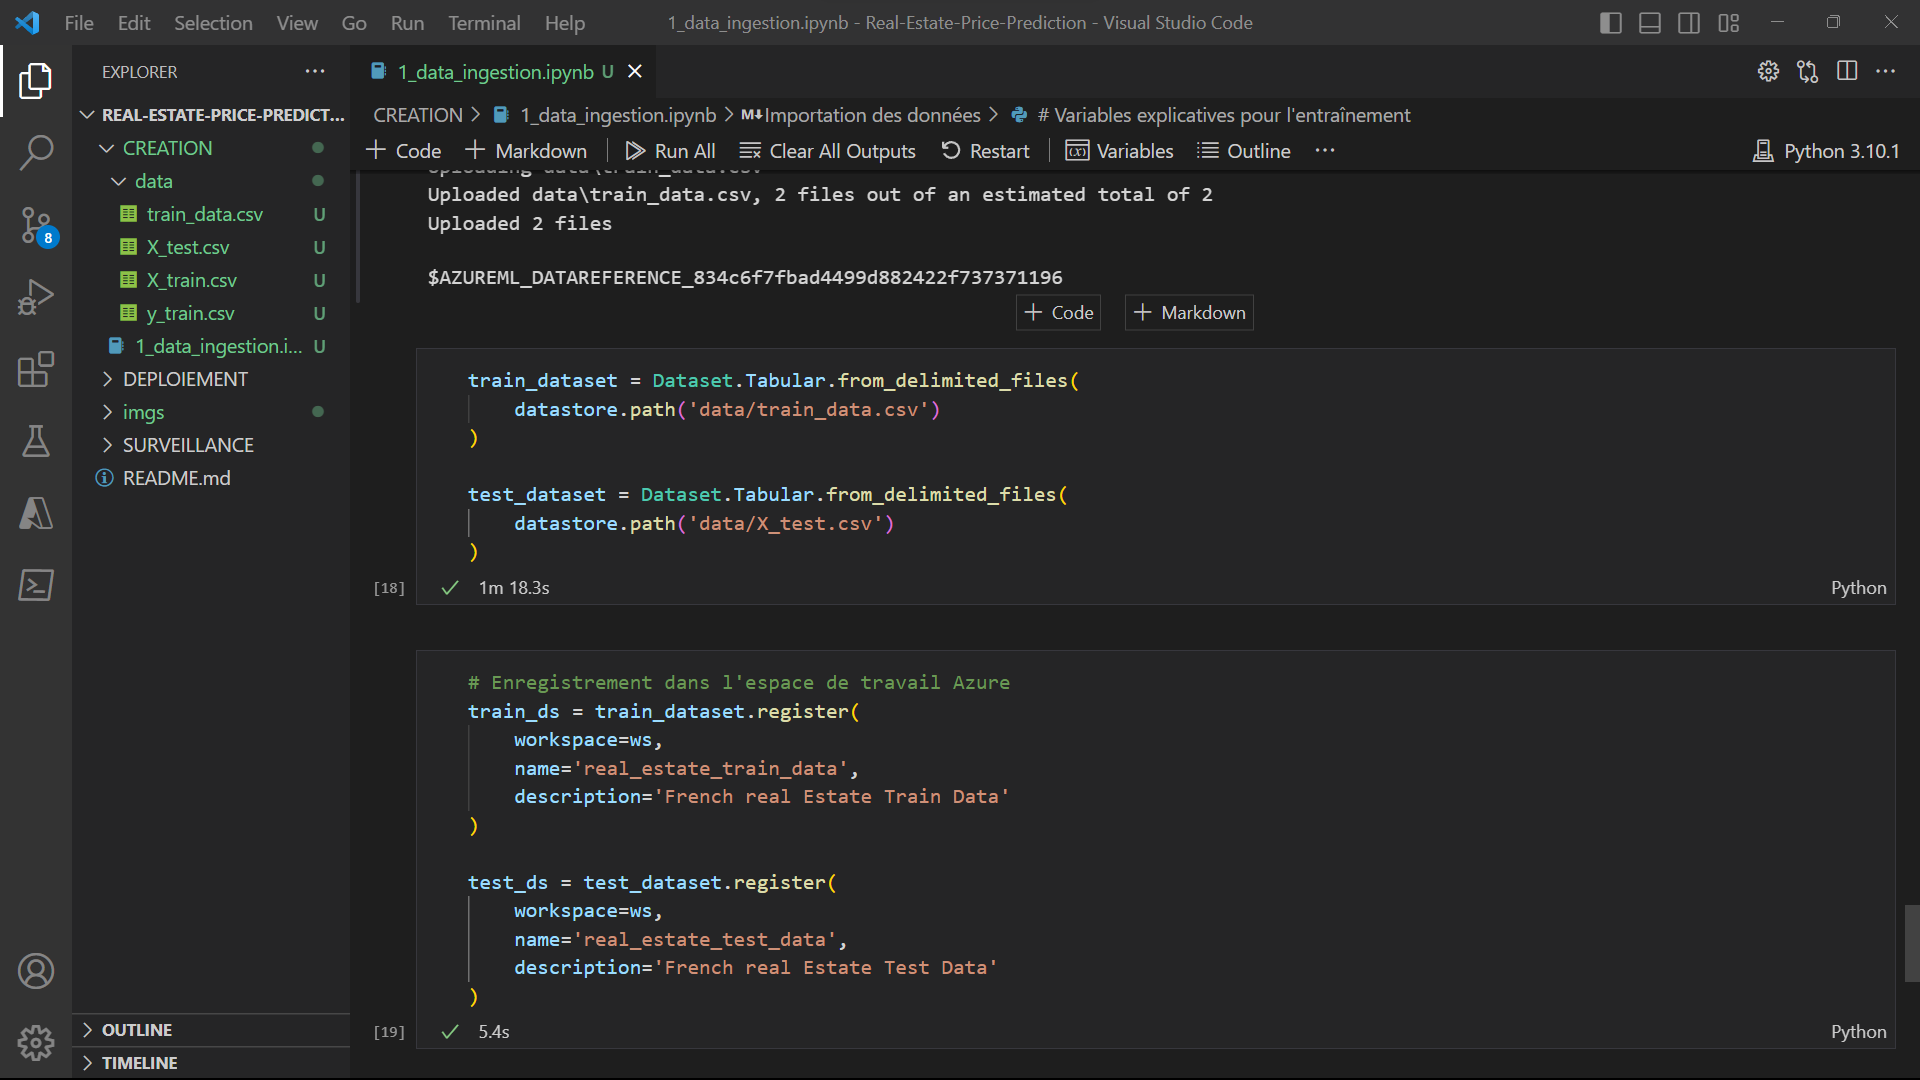 File Edit Selection View Go Run Terminal Help
1_data_ingestion.ipynb - Real-Estate-Price-Prediction - Visual Studio Code
EXPLORER
REAL-ESTATE-PRICE-PREDICT...
CREATION
data
train_data.csv U
X_test.csv U
X_train.csv U
y_train.csv U
1_data_ingestion.i... U
DEPLOIEMENT
imgs
SURVEILLANCE
README.md
8
OUTLINE
TIMELINE
1_data_ingestion.ipynb U
CREATION > 1_data_ingestion.ipynb > M↓Importation des données > # Variables explicatives pour l'entraînement
+ Code + Markdown Run All Clear All Outputs Restart Variables Outline ... Python 3.10.1
Uploading data\train_data.csv
Uploaded data\train_data.csv, 2 files out of an estimated total of 2
Uploaded 2 files
$AZUREML_DATAREFERENCE_834c6f7fbad4499d882422f737371196
+ Code + Markdown
train_dataset = Dataset.Tabular.from_delimited_files(
datastore.path('data/train_data.csv')
)
test_dataset = Dataset.Tabular.from_delimited_files(
datastore.path('data/X_test.csv')
)
[18] 1m 18.3s Python
# Enregistrement dans l'espace de travail Azure
train_ds = train_dataset.register(
workspace=ws,
name='real_estate_train_data',
description='French real Estate Train Data'
)
test_ds = test_dataset.register(
workspace=ws,
name='real_estate_test_data',
description='French real Estate Test Data'
)
[19] 5.4s Python